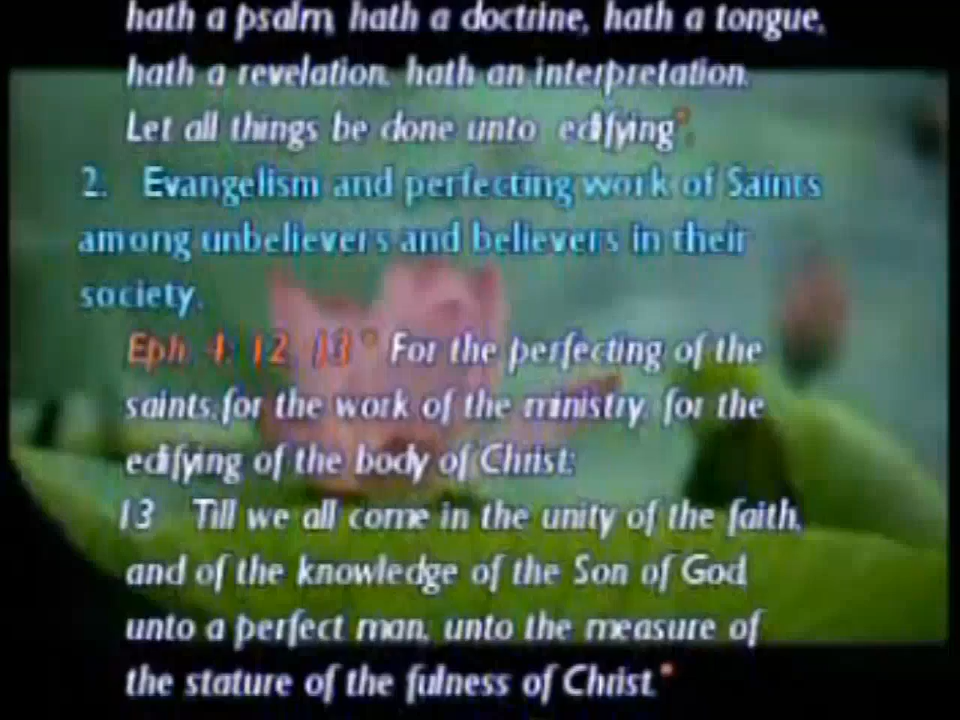 hath a psalm, hath a doctrine, hath a tongue,
hath a revelation, hath an interpretation.
Let all things be done unto edifying".
2. Evangelism and perfecting work of Saints
among unbelievers and believers in their
society.
Eph. 4: 12, 13 " For the perfecting of the
saints, for the work of the ministry, for the
edifying of the body of Christ:
13 Till we all come in the unity of the faith,
and of the knowledge of the Son of God,
unto a perfect man, unto the measure of
the stature of the fulness of Christ."